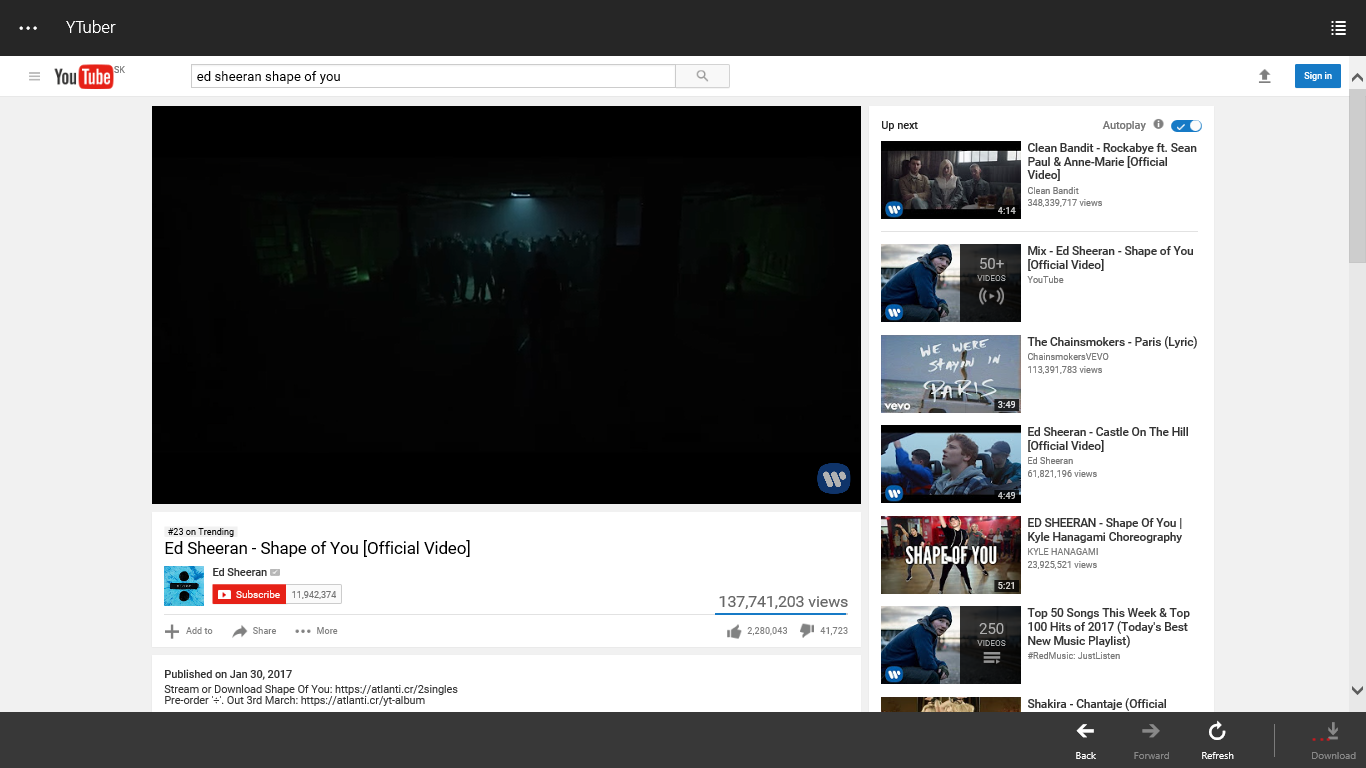 YTuber
YouTube SK
ed sheeran shape of you
Sign in
#23 on Trending
Ed Sheeran - Shape of You [Official Video]
Ed Sheeran
Subscribe 11,942,374
137,741,203 views
Add to Share More 2,280,043 41,723
Published on Jan 30, 2017
Stream or Download Shape Of You: https://atlanti.cr/2singles
Pre-order '÷'. Out 3rd March: https://atlanti.cr/yt-album
Up next Autoplay
4:14
Clean Bandit - Rockabye ft. Sean
Paul & Anne-Marie [Official
Video]
Clean Bandit
348,339,717 views
50+
VIDEOS
Mix - Ed Sheeran - Shape of You
[Official Video]
YouTube
WE WERE
STAYIN IN
PARIS
vevo
3:49
The Chainsmokers - Paris (Lyric)
ChainsmokersVEVO
113,391,783 views
4:49
Ed Sheeran - Castle On The Hill
[Official Video]
Ed Sheeran
61,821,196 views
SHAPE OF YOU
5:21
ED SHEERAN - Shape Of You |
Kyle Hanagami Choreography
KYLE HANAGAMI
23,925,521 views
250
VIDEOS
Top 50 Songs This Week & Top
100 Hits of 2017 (Today's Best
New Music Playlist)
#RedMusic: JustListen
Shakira - Chantaje (Official
Back Forward Refresh Download